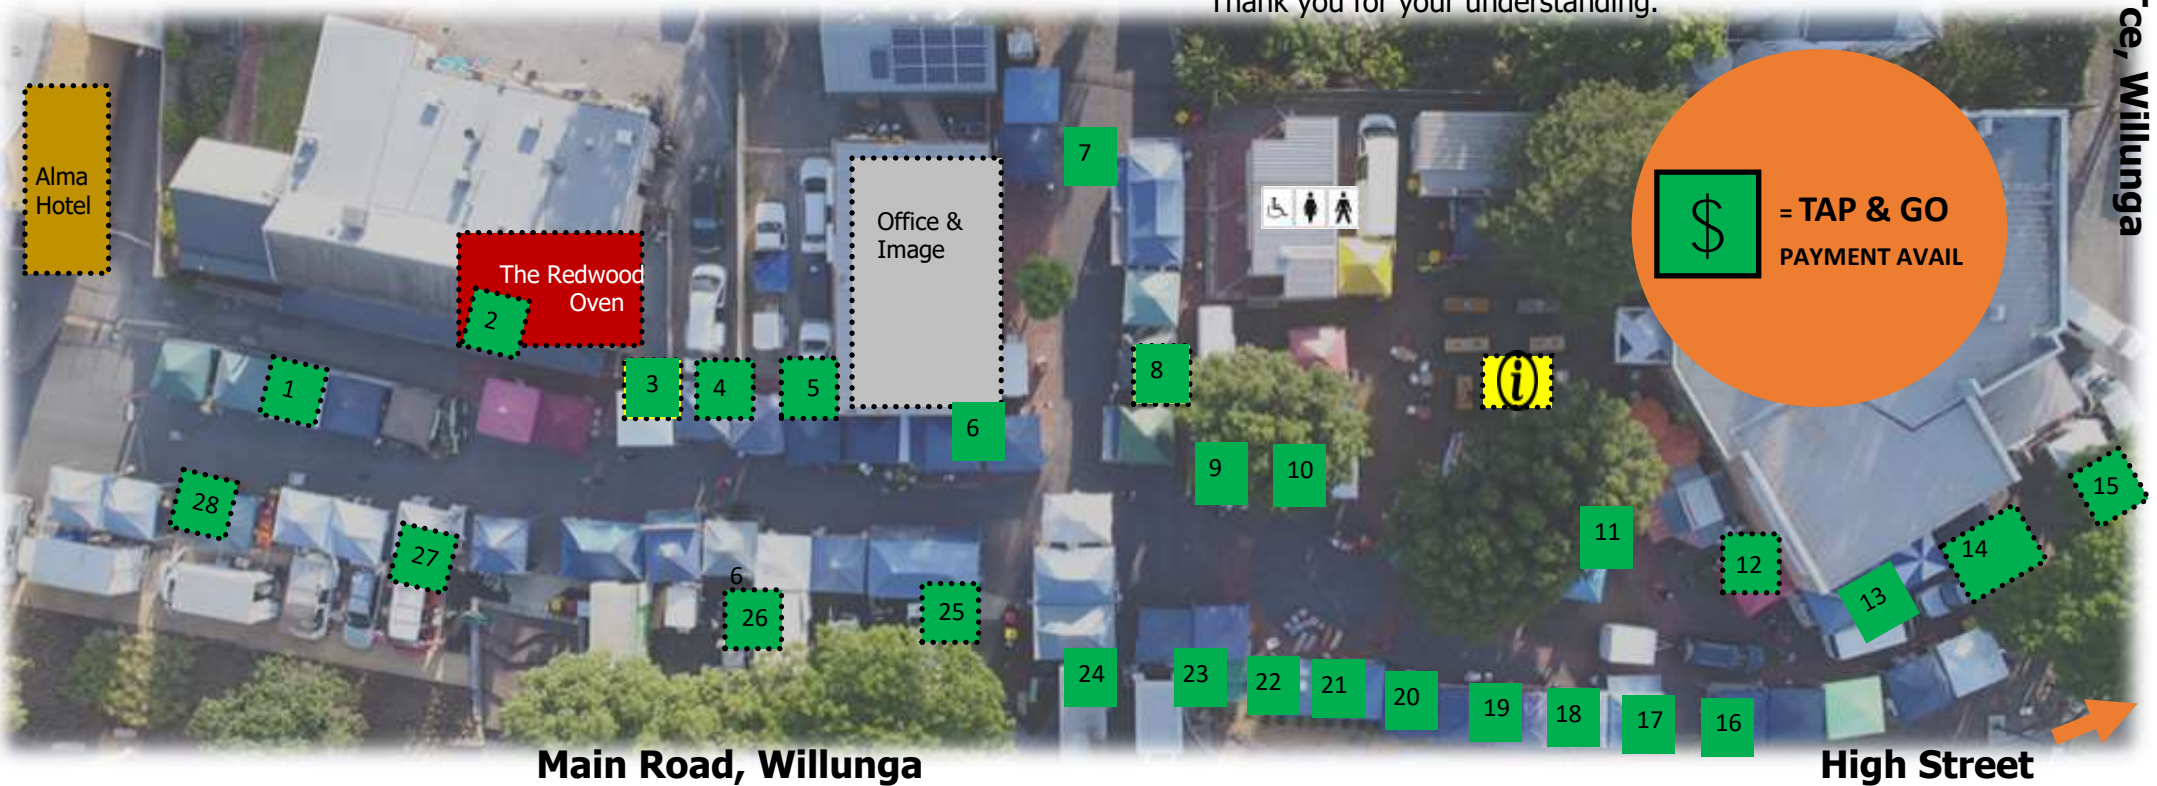 Thank you for your understanding.
ce, Willunga
Alma
Hotel
The Redwood
Oven
Office &
Image
$
= TAP & GO
PAYMENT AVAIL
i
1
2
3
4
5
6
7
8
9
10
11
12
13
14
15
28
27
6
26
25
24
23
22
21
20
19
18
17
16
Main Road, Willunga
High Street